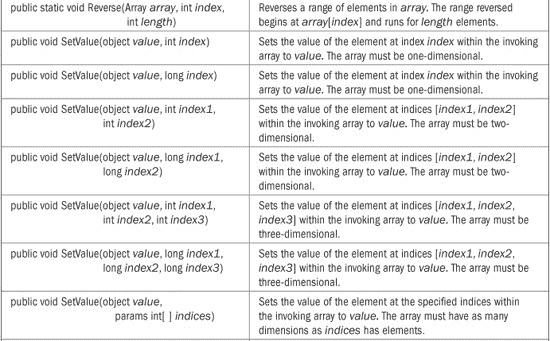 public static void Reverse(Array array, int index,
int length)
Reverses a range of elements in array. The range reversed
begins at array[index] and runs for length elements.
public void SetValue(object value, int index)
Sets the value of the element at index index within the invoking
array to value. The array must be one-dimensional.
public void SetValue(object value, long index)
Sets the value of the element at index index within the invoking
array to value. The array must be one-dimensional.
public void SetValue(object value, int index1,
int index2)
Sets the value of the element at indices [index1, index2]
within the invoking array to value. The array must be two-
dimensional.
public void SetValue(object value, long index1,
long index2)
Sets the value of the element at indices [index1, index2]
within the invoking array to value. The array must be two-
dimensional.
public void SetValue(object value, int index1,
int index2, int index3)
Sets the value of the element at indices [index1, index2,
index3] within the invoking array to value. The array must be
three-dimensional.
public void SetValue(object value, long index1,
long index2, long index3)
Sets the value of the element at indices [index1, index2,
index3] within the invoking array to value. The array must be
three-dimensional.
public void SetValue(object value,
params int[ ] indices)
Sets the value of the element at the specified indices within
the invoking array to value. The array must have as many
dimensions as indices has elements.